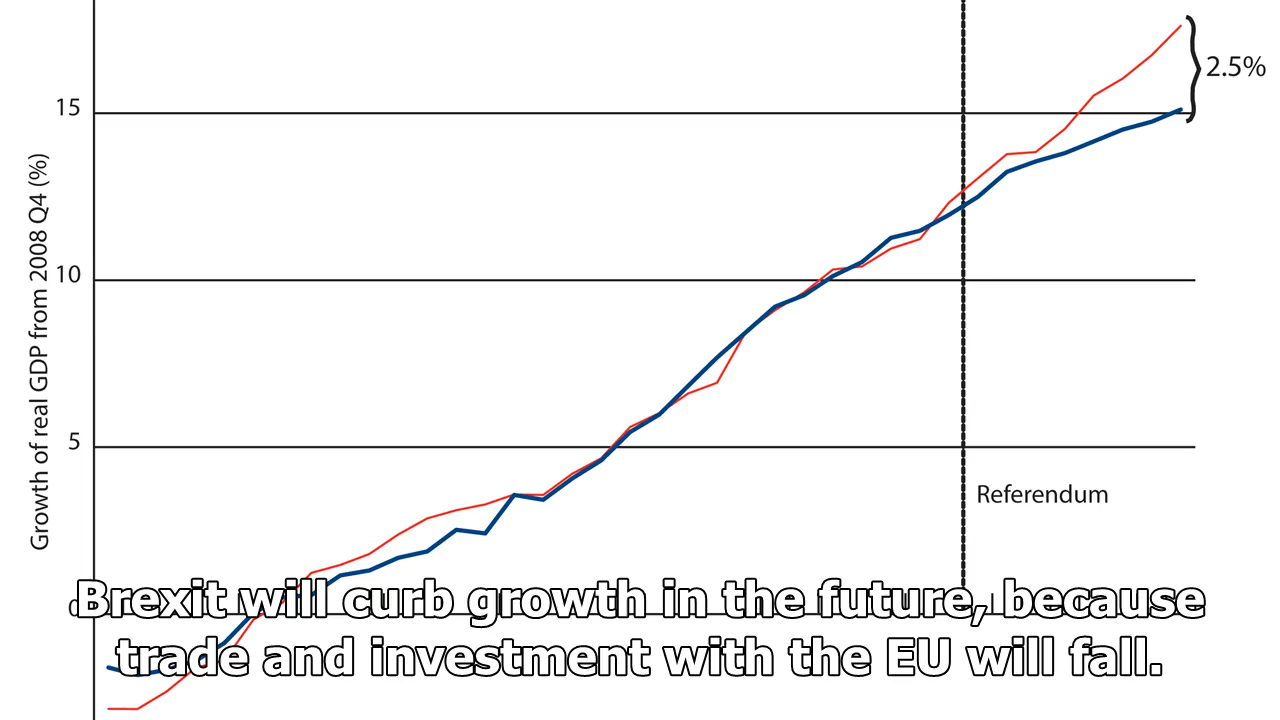 2.5%
15
Growth of real GDP from 2008 Q4 (%)
10
5
Referendum
0
Brexit will curb growth in the future, because
trade and investment with the EU will fall.